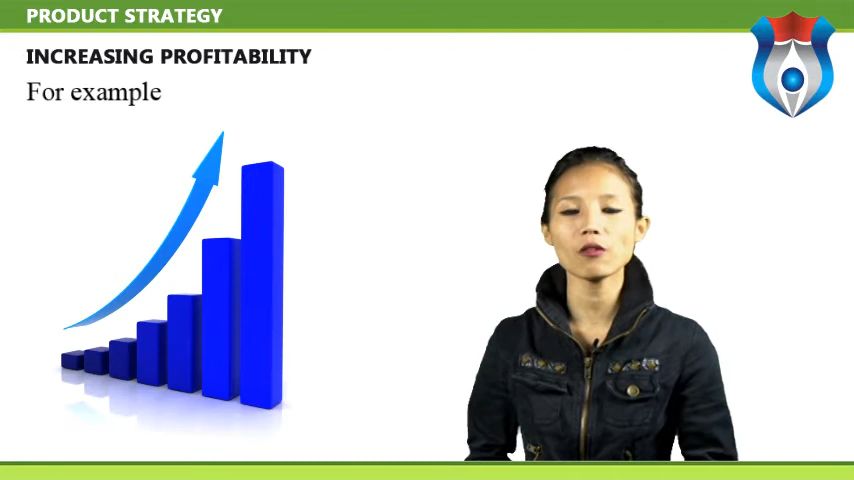 PRODUCT STRATEGY
INCREASING PROFITABILITY
For example